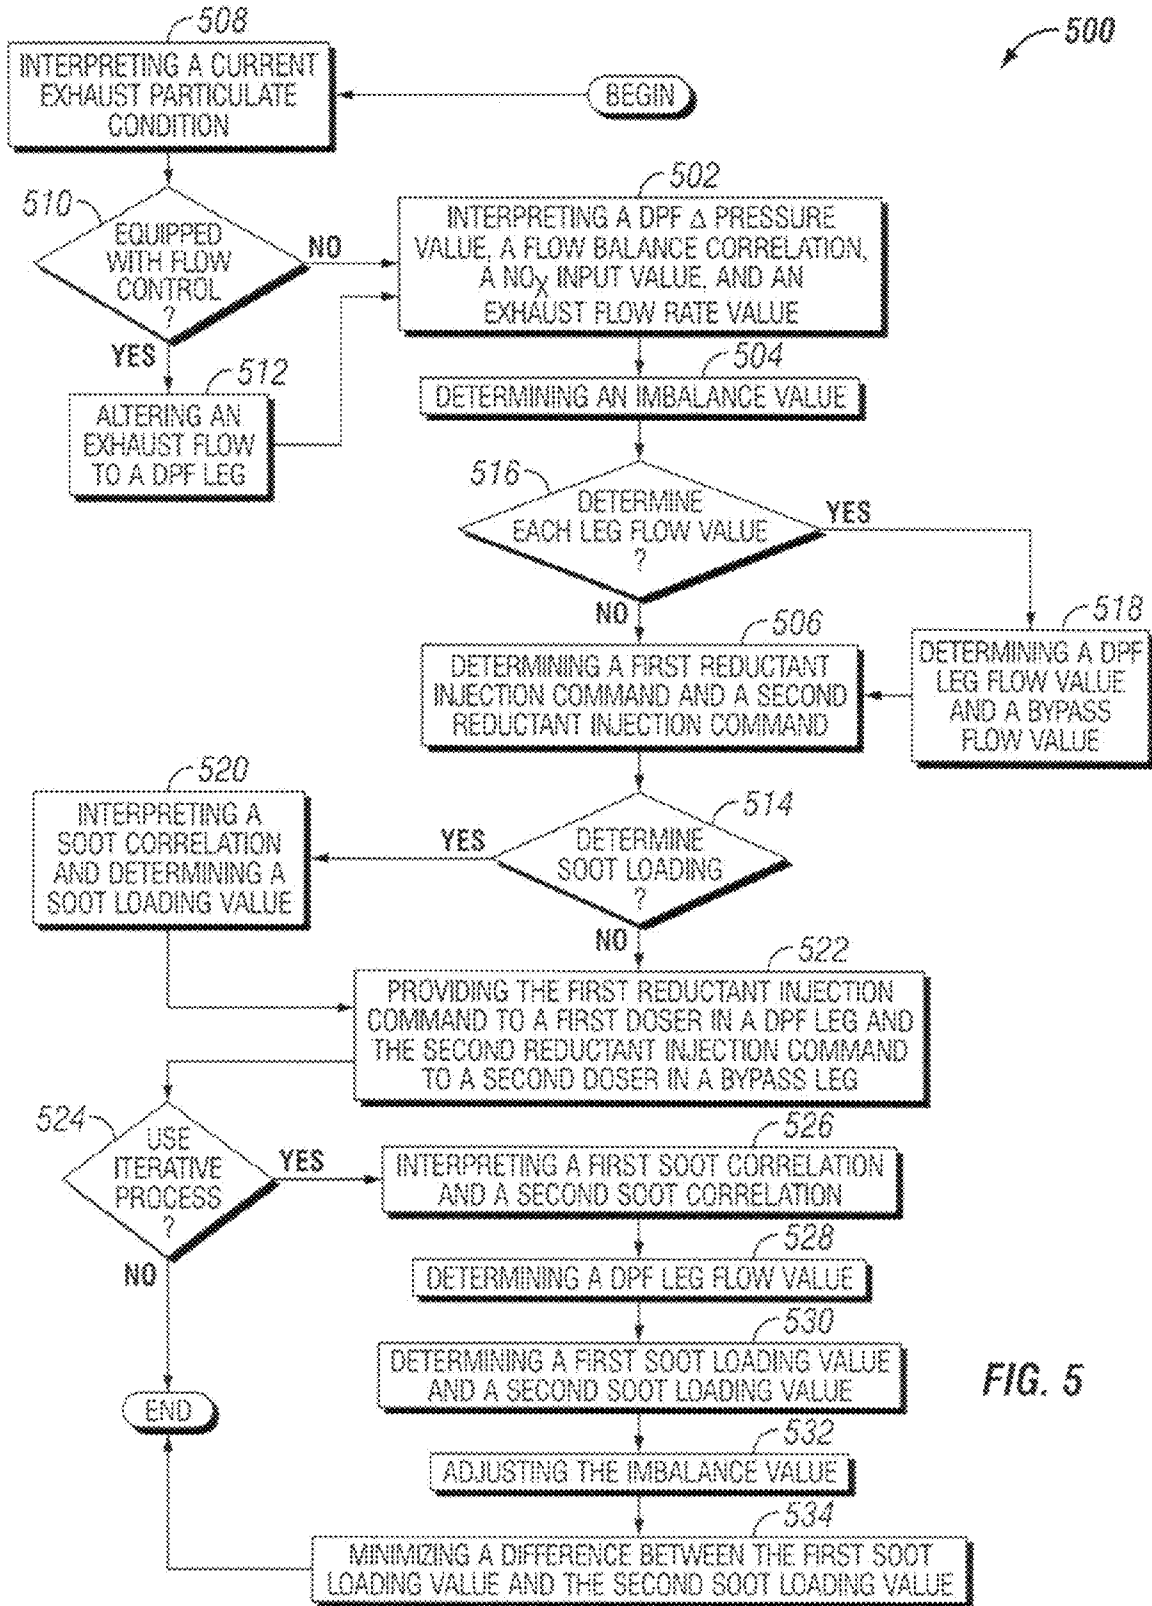 508
500
INTERPRETING A CURRENT
EXHAUST PARTICULATE
CONDITION
BEGIN
510
EQUIPPED
WITH FLOW
CONTROL
?
NO
YES
502
INTERPRETING A DPF Δ PRESSURE
VALUE, A FLOW BALANCE CORRELATION,
A NOX INPUT VALUE, AND AN
EXHAUST FLOW RATE VALUE
512
ALTERING AN
EXHAUST FLOW
TO A DPF LEG
504
DETERMINING AN IMBALANCE VALUE
516
DETERMINE
EACH LEG FLOW VALUE
?
YES
NO
506
DETERMINING A FIRST REDUCTANT
INJECTION COMMAND AND A SECOND
REDUCTANT INJECTION COMMAND
518
DETERMINING A DPF
LEG FLOW VALUE
AND A BYPASS
FLOW VALUE
520
INTERPRETING A
SOOT CORRELATION
AND DETERMINING A
SOOT LOADING VALUE
514
DETERMINE
SOOT LOADING
?
YES
NO
522
PROVIDING THE FIRST REDUCTANT INJECTION
COMMAND TO A FIRST DOSER IN A DPF LEG AND
THE SECOND REDUCTANT INJECTION COMMAND
TO A SECOND DOSER IN A BYPASS LEG
524
USE
ITERATIVE
PROCESS
?
YES
NO
526
INTERPRETING A FIRST SOOT CORRELATION
AND A SECOND SOOT CORRELATION
528
DETERMINING A DPF LEG FLOW VALUE
530
DETERMINING A FIRST SOOT LOADING VALUE
AND A SECOND SOOT LOADING VALUE
END
532
ADJUSTING THE IMBALANCE VALUE
534
MINIMIZING A DIFFERENCE BETWEEN THE FIRST SOOT
LOADING VALUE AND THE SECOND SOOT LOADING VALUE
FIG. 5